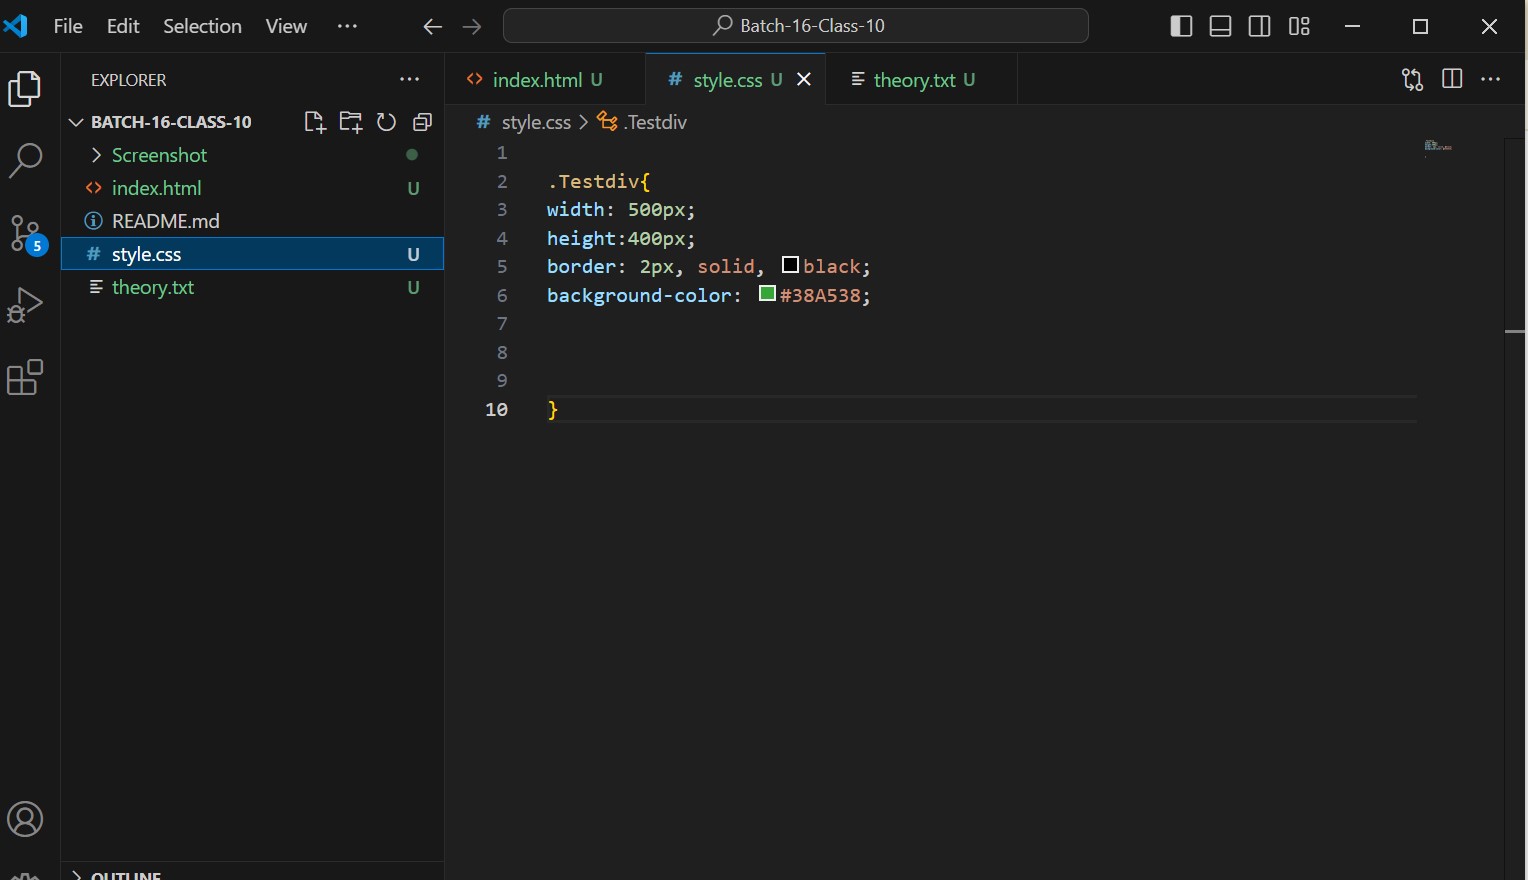 File Edit Selection View ··· Batch-16-Class-10
EXPLORER ···
BATCH-16-CLASS-10
Screenshot
index.html U
README.md
style.css U
theory.txt U
5
OUTLINE
index.html U style.css U theory.txt U ···
style.css > .Testdiv
1
2 .Testdiv{
3 width: 500px;
4 height:400px;
5 border: 2px, solid, black;
6 background-color: #38A538;
7
8
9
10 }